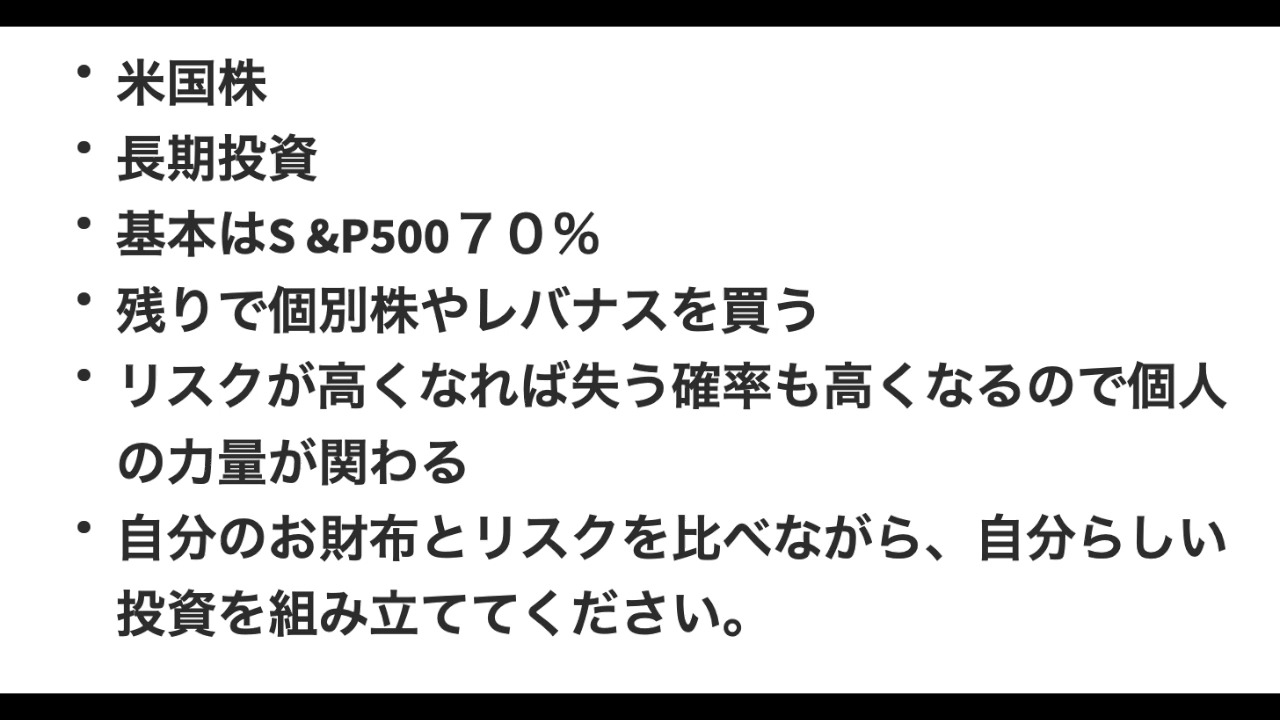 • 米国株
• 長期投資
• 基本はS &P500７０％
• 残りで個別株やレバナスを買う
• リスクが高くなれば失う確率も高くなるので個人
の力量が関わる
• 自分のお財布とリスクを比べながら、自分らしい
投資を組み立ててください。